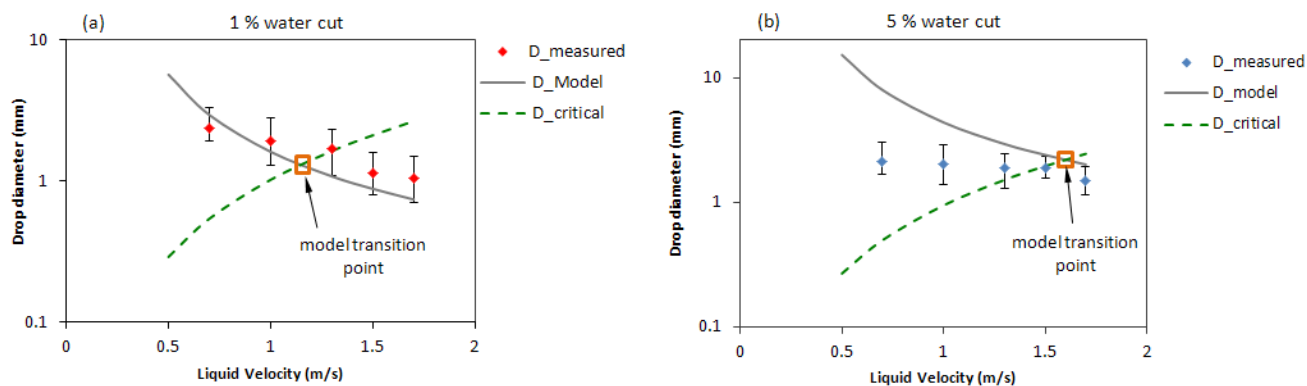 (a) 1 % water cut
10
1
0.1
0 0.5 1 1.5 2
Drop diameter (mm)
Liquid Velocity (m/s)
D_measured
D_Model
D_critical
model transition
point
(b) 5 % water cut
10
1
0.1
0 0.5 1 1.5 2
Drop diameter (mm)
Liquid Velocity (m/s)
D_measured
D_model
D_critical
model transition
point